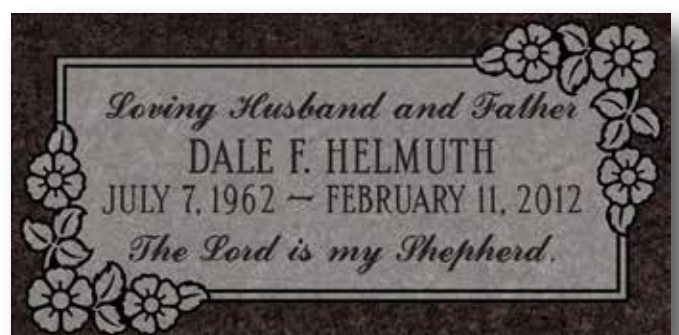 Loving Husband and Father
DALE F. HELMUTH
JULY 7, 1962 ~ FEBRUARY 11, 2012
The Lord is my Shepherd.